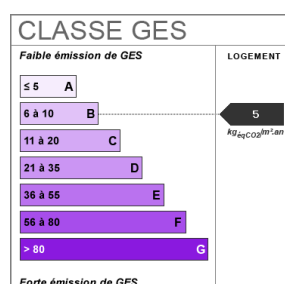 CLASSE GES
Faible émission de GES
LOGEMENT
≤ 5 A
6 à 10 B
5
kgéqCO2/m².an
11 à 20 C
21 à 35 D
36 à 55 E
56 à 80 F
> 80 G
Forte émission de GES